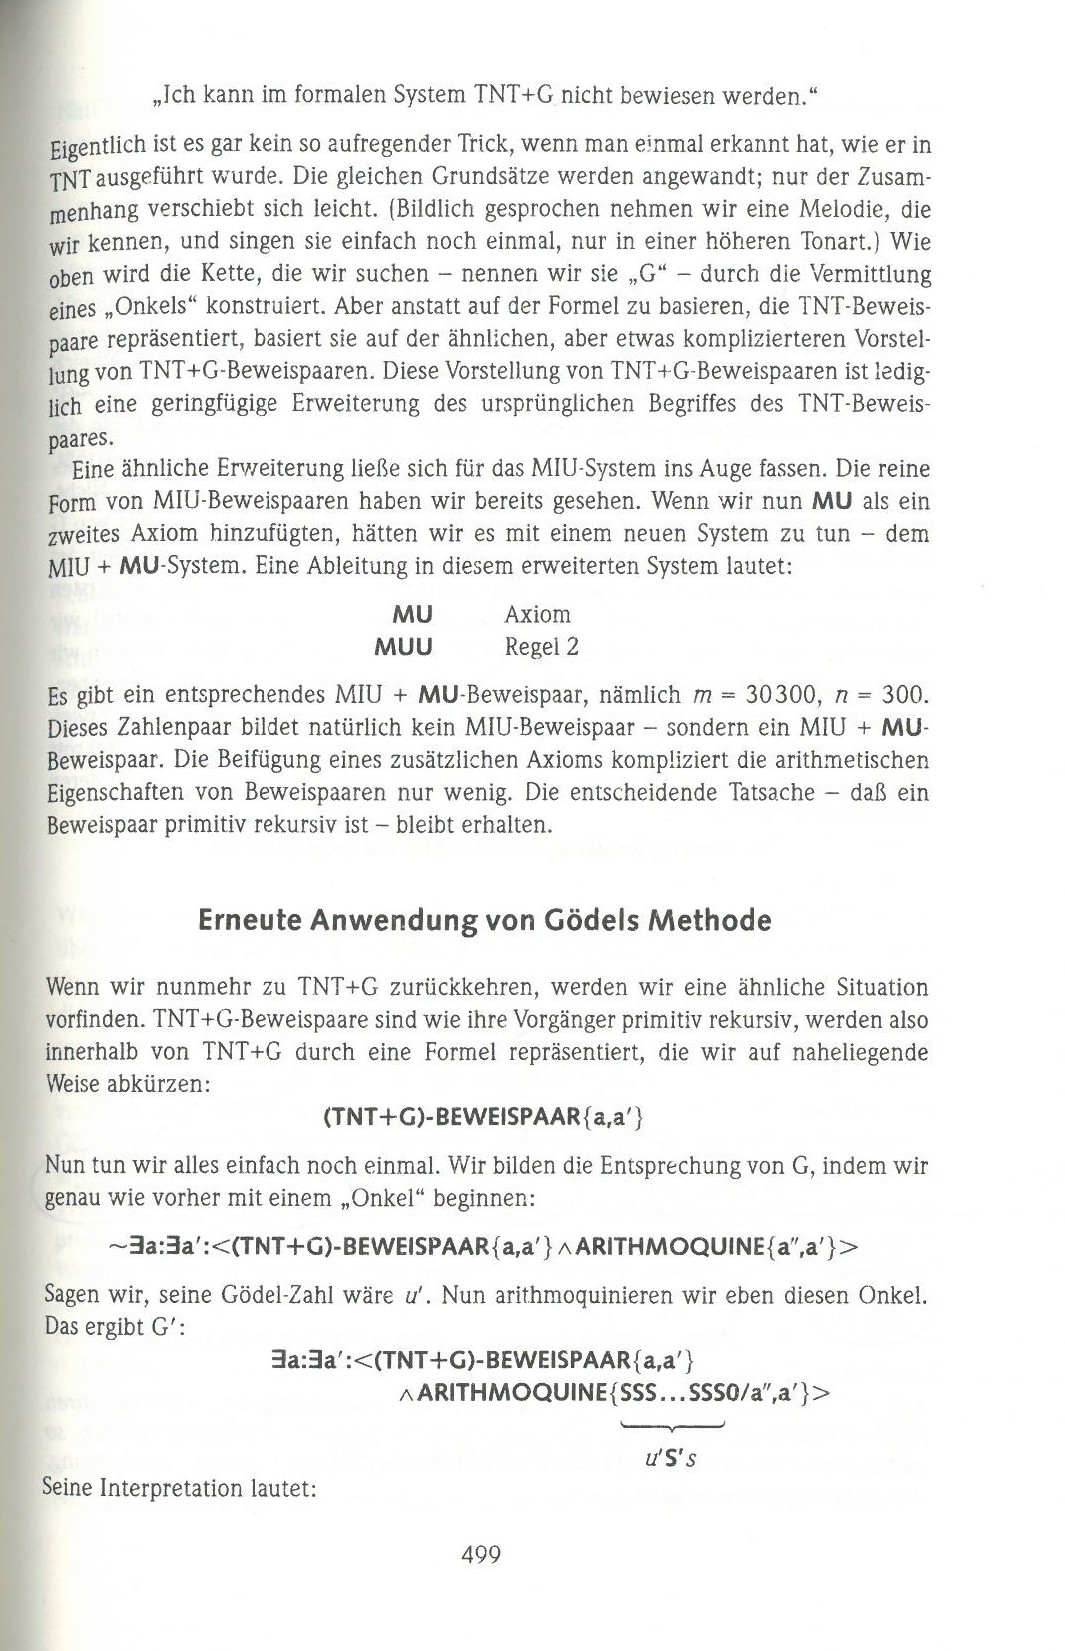 „Ich kann im formalen System TNT+G nicht bewiesen werden.“
Eigentlich ist es gar kein so aufregender Trick, wenn man einmal erkannt hat, wie er in
TNT ausgeführt wurde. Die gleichen Grundsätze werden angewandt; nur der Zusam-
menhang verschiebt sich leicht. (Bildlich gesprochen nehmen wir eine Melodie, die
wir kennen, und singen sie einfach noch einmal, nur in einer höheren Tonart.) Wie
oben wird die Kette, die wir suchen – nennen wir sie „G“ – durch die Vermittlung
eines „Onkels“ konstruiert. Aber anstatt auf der Formel zu basieren, die TNT-Beweis-
paare repräsentiert, basiert sie auf der ähnlichen, aber etwas komplizierteren Vorstel-
lung von TNT+G-Beweispaaren. Diese Vorstellung von TNT+G-Beweispaaren ist ledig-
lich eine geringfügige Erweiterung des ursprünglichen Begriffes des TNT-Beweis-
paares.
Eine ähnliche Erweiterung ließe sich für das MIU-System ins Auge fassen. Die reine
Form von MIU-Beweispaaren haben wir bereits gesehen. Wenn wir nun MU als ein
zweites Axiom hinzufügten, hätten wir es mit einem neuen System zu tun – dem
MIU + MU-System. Eine Ableitung in diesem erweiterten System lautet:
MU Axiom
MUU Regel 2
Es gibt ein entsprechendes MIU + MU-Beweispaar, nämlich m = 30300, n = 300.
Dieses Zahlenpaar bildet natürlich kein MIU-Beweispaar – sondern ein MIU + MU-
Beweispaar. Die Beifügung eines zusätzlichen Axioms kompliziert die arithmetischen
Eigenschaften von Beweispaaren nur wenig. Die entscheidende Tatsache – daß ein
Beweispaar primitiv rekursiv ist – bleibt erhalten.
Erneute Anwendung von Gödels Methode
Wenn wir nunmehr zu TNT+G zurückkehren, werden wir eine ähnliche Situation
vorfinden. TNT+G-Beweispaare sind wie ihre Vorgänger primitiv rekursiv, werden also
innerhalb von TNT+G durch eine Formel repräsentiert, die wir auf naheliegende
Weise abkürzen:
(TNT+G)-BEWEISPAAR{a,a′}
Nun tun wir alles einfach noch einmal. Wir bilden die Entsprechung von G, indem wir
genau wie vorher mit einem „Onkel“ beginnen:
~∃a:∃a′:<(TNT+G)-BEWEISPAAR{a,a′}∧ARITHMOQUINE{a″,a′}>
Sagen wir, seine Gödel-Zahl wäre u′. Nun arithmoquinieren wir eben diesen Onkel.
Das ergibt G′:
∃a:∃a′:<(TNT+G)-BEWEISPAAR{a,a′}
∧ARITHMOQUINE{SSS...SSS0/a″,a′}>
u′S′s
Seine Interpretation lautet:
499